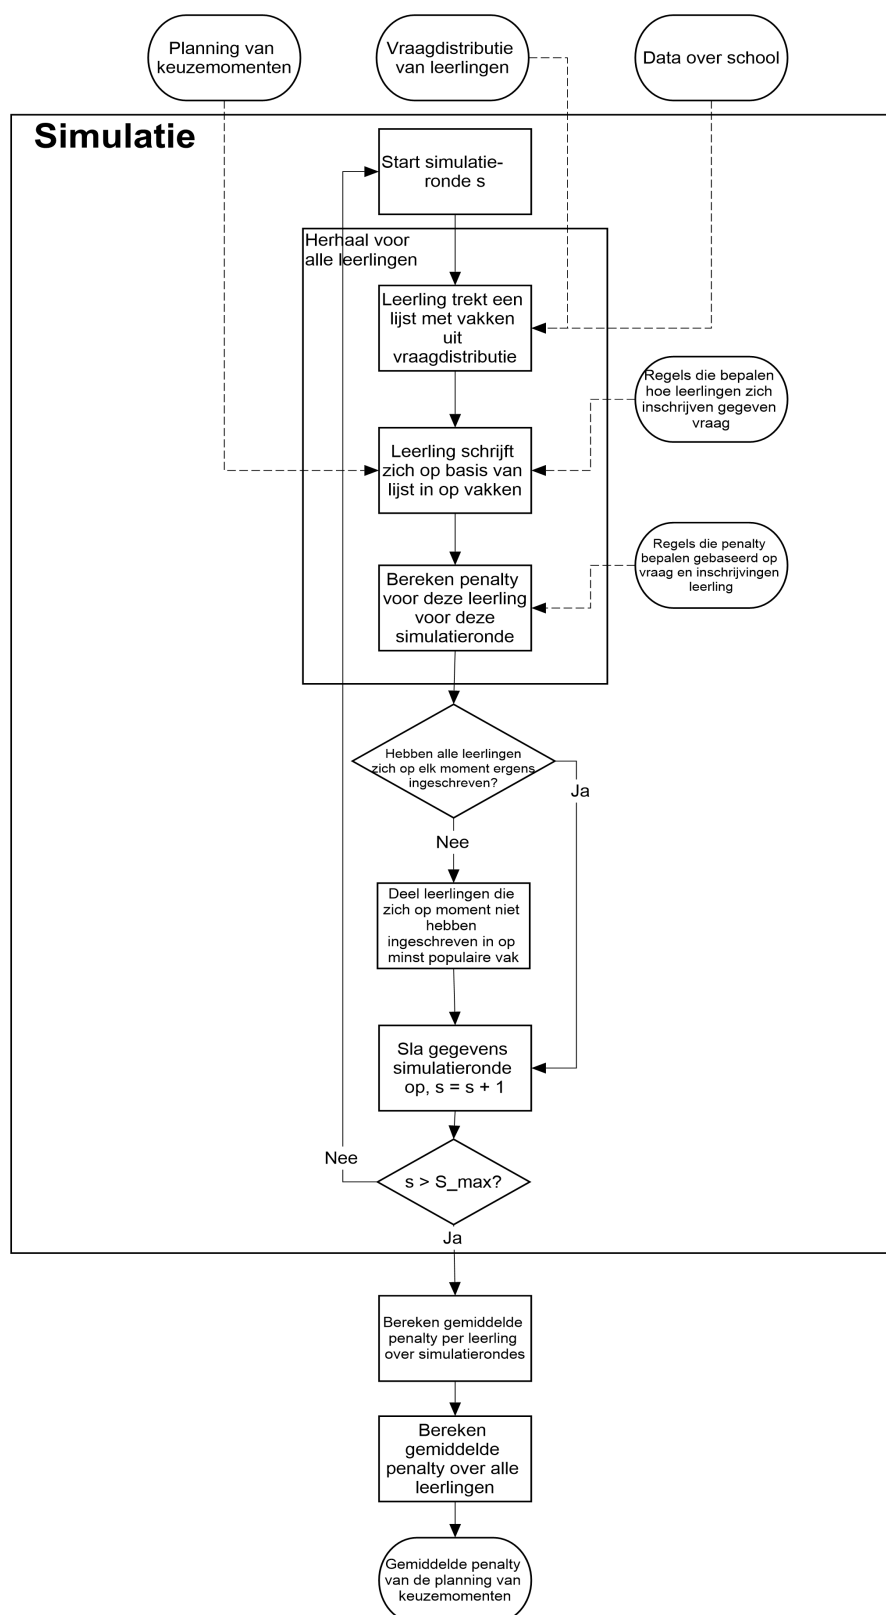 Planning van
keuzemomenten
Vraagdistributie
van leerlingen
Data over school
Simulatie
Start simulatie-
ronde s
Herhaal voor
alle leerlingen
Leerling trekt een
lijst met vakken
uit
vraagdistributie
Regels die bepalen
hoe leerlingen zich
inschrijven gegeven
vraag
Leerling schrijft
zich op basis van
lijst in op vakken
Regels die penalty
bepalen gebaseerd op
vraag en inschrijvingen
leerling
Bereken penalty
voor deze leerling
voor deze
simulatieronde
Hebben alle leerlingen
zich op elk moment ergens
ingeschreven?
Ja
Nee
Deel leerlingen die
zich op moment niet
hebben
ingeschreven in op
minst populaire vak
Sla gegevens
simulatieronde
op, s = s + 1
Nee
s > S_max?
Ja
Bereken gemiddelde
penalty per leerling
over simulatierondes
Bereken
gemiddelde
penalty over alle
leerlingen
Gemiddelde penalty
van de planning van
keuzemomenten